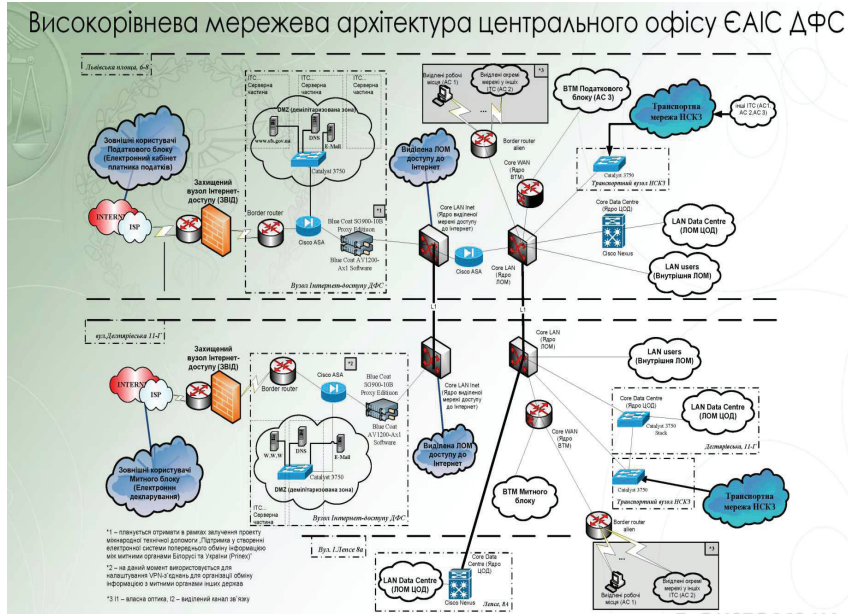 Високорівнева мережева архітектура центрального офісу ЄАІС ДФС
Львівська площа, 6-8
ІТС...
Серверна
частина
ІТС...
Серверна
частина
ІТС...
Серверна
частина
DMZ (демілітаризована зона)
www.sfs.gov.ua
DNS
E-Mail
Catalyst 3750
Зовнішні користувачі
Податкового блоку
(Електронний кабінет
платника податків)
INTERNE
ISP
Захищений
вузол Інтернет-
доступу (ЗВІД)
Border router
Cisco ASA
*1
Blue Coat SG900-10B
Proxy Edition
Blue Coat AV1200-
Ax1 Software
Вузол Інтернет-доступу ДФС
Виділена ЛОМ
доступу до
Інтернет
Core LAN Inet
(Ядро виділеної
мережі доступу
до Інтернет)
Cisco ASA
Core LAN
(Ядро
ЛОМ)
*3
Виділені робочі
місця (АС 1)
...
Виділені окремі
мережі у інших
ІТС (АС 2)
Border router
alien
Core WAN
(Ядро
ВТМ)
ВТМ Податкового
блоку (АС 3)
Транспортна
мережа НСКЗ
інші ІТС (АС1,
АС 2,АС 3)
Catalyst 3750
Транспортний вузол НСКЗ
Core Data Centre
(Ядро ЦОД)
Cisco Nexus
LAN Data Centre
(ЛОМ ЦОД)
LAN users
(Внутрішня ЛОМ)
L1
L1
вул.Дегтярівська 11-Г
Захищений
вузол Інтернет-
доступу
(ЗВІД)
INTERNE
ISP
Зовнішні користувачі
Митного блоку
(Електронне
декларування)
Border router
Cisco ASA
*2
Blue Coat
SG900-10B
Proxy Edition
Blue Coat
AV1200-Ax1
Software
W.W.W
DNS
E-Mail
Catalyst 3750
DMZ (демілітаризована зона)
ІТС...
Серверна
частина
Вузол Інтернет-доступу ДФС
Core LAN Inet
(Ядро виділеної
мережі доступу
до Інтернет)
Виділена ЛОМ
доступу до
Інтернет
Core LAN
(Ядро
ЛОМ)
LAN users
(Внутрішня ЛОМ)
Core WAN
(Ядро
ВТМ)
ВТМ Митного
блоку
Core Data Centre
(Ядро ЦОД)
Catalyst 3750
Stack
LAN Data Centre
(ЛОМ ЦОД)
Дегтярівська, 11-Г
Catalyst 3750
Транспортний вузол НСКЗ
Транспортна
мережа НСКЗ
Border router
alien
*3
Виділені робочі
місця (АС 1)
...
Виділені окремі
мережі у інших
ІТС (АС 2)
Вул. І.Лепсе 8а
LAN Data Centre
(ЛОМ ЦОД)
Core Data
Centre (Ядро
ЦОД)
Cisco Nexus
Лепсе, 8А
*1 – планується отримати в рамках залучення проекту
міжнародної технічної допомоги „Підтримка у створенні
електронної системи попереднього обміну інформацією
між митними органами Білорусі та України (Prinex)”
*2 – на даний момент використовується для
налаштування VPN-з’єднань для організації обміну
інформацією з митними органами інших держав
*3 І1 – власна оптика, І2 – виділений канал зв`язку